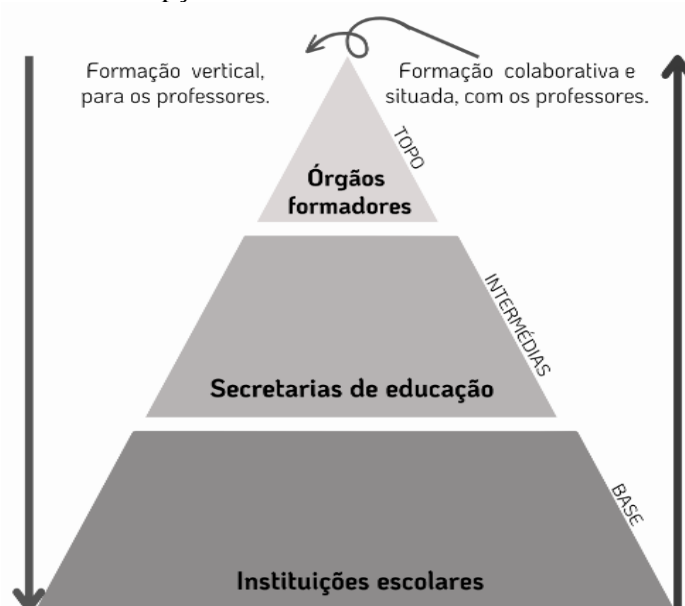 Formação vertical,
para os professores.
Formação colaborativa e
situada, com os professores.
TOPO
Órgãos
formadores
INTERMÉDIAS
Secretarias de educação
BASE
Instituições escolares